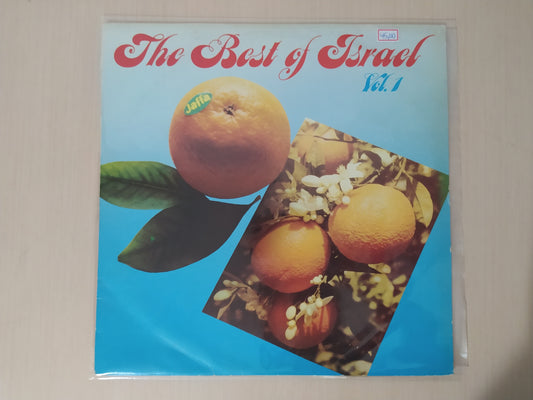 The Best of Israel
Vol. 1
Jaffa